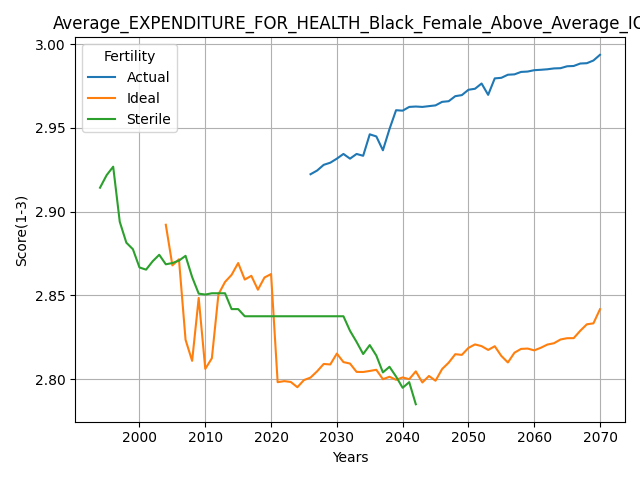 Average_EXPENDITURE_FOR_HEALTH_Black_Female_Above_Average_IC
Fertility
Actual
Ideal
Sterile
Score(1-3)
3.00
2.95
2.90
2.85
2.80
2000 2010 2020 2030 2040 2050 2060 2070
Years